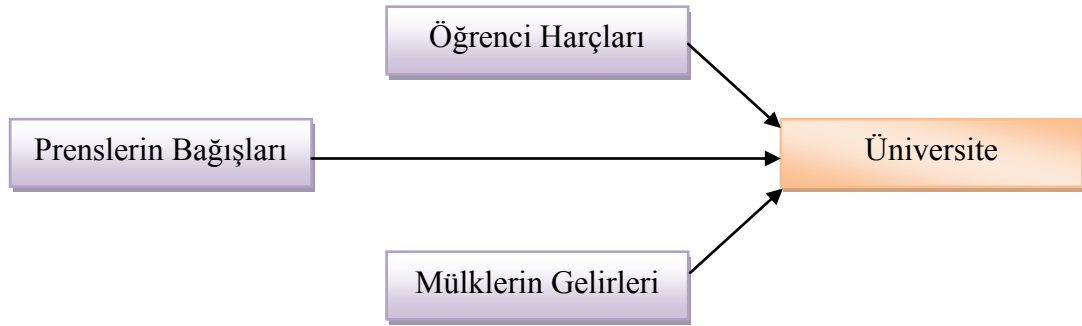 Öğrenci Harçları
Prenslerin Bağışları
Üniversite
Mülklerin Gelirleri